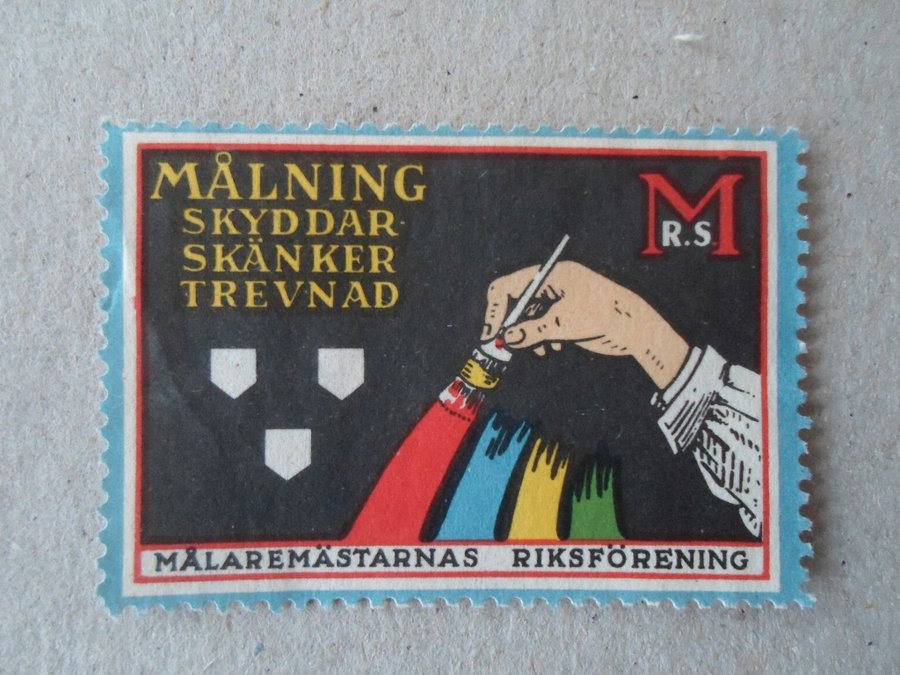 MÅLNING
SKYDDAR·
SKÄNKER
TREVNAD
M
R.S.
MÅLAREMÄSTARNAS RIKSFÖRENING